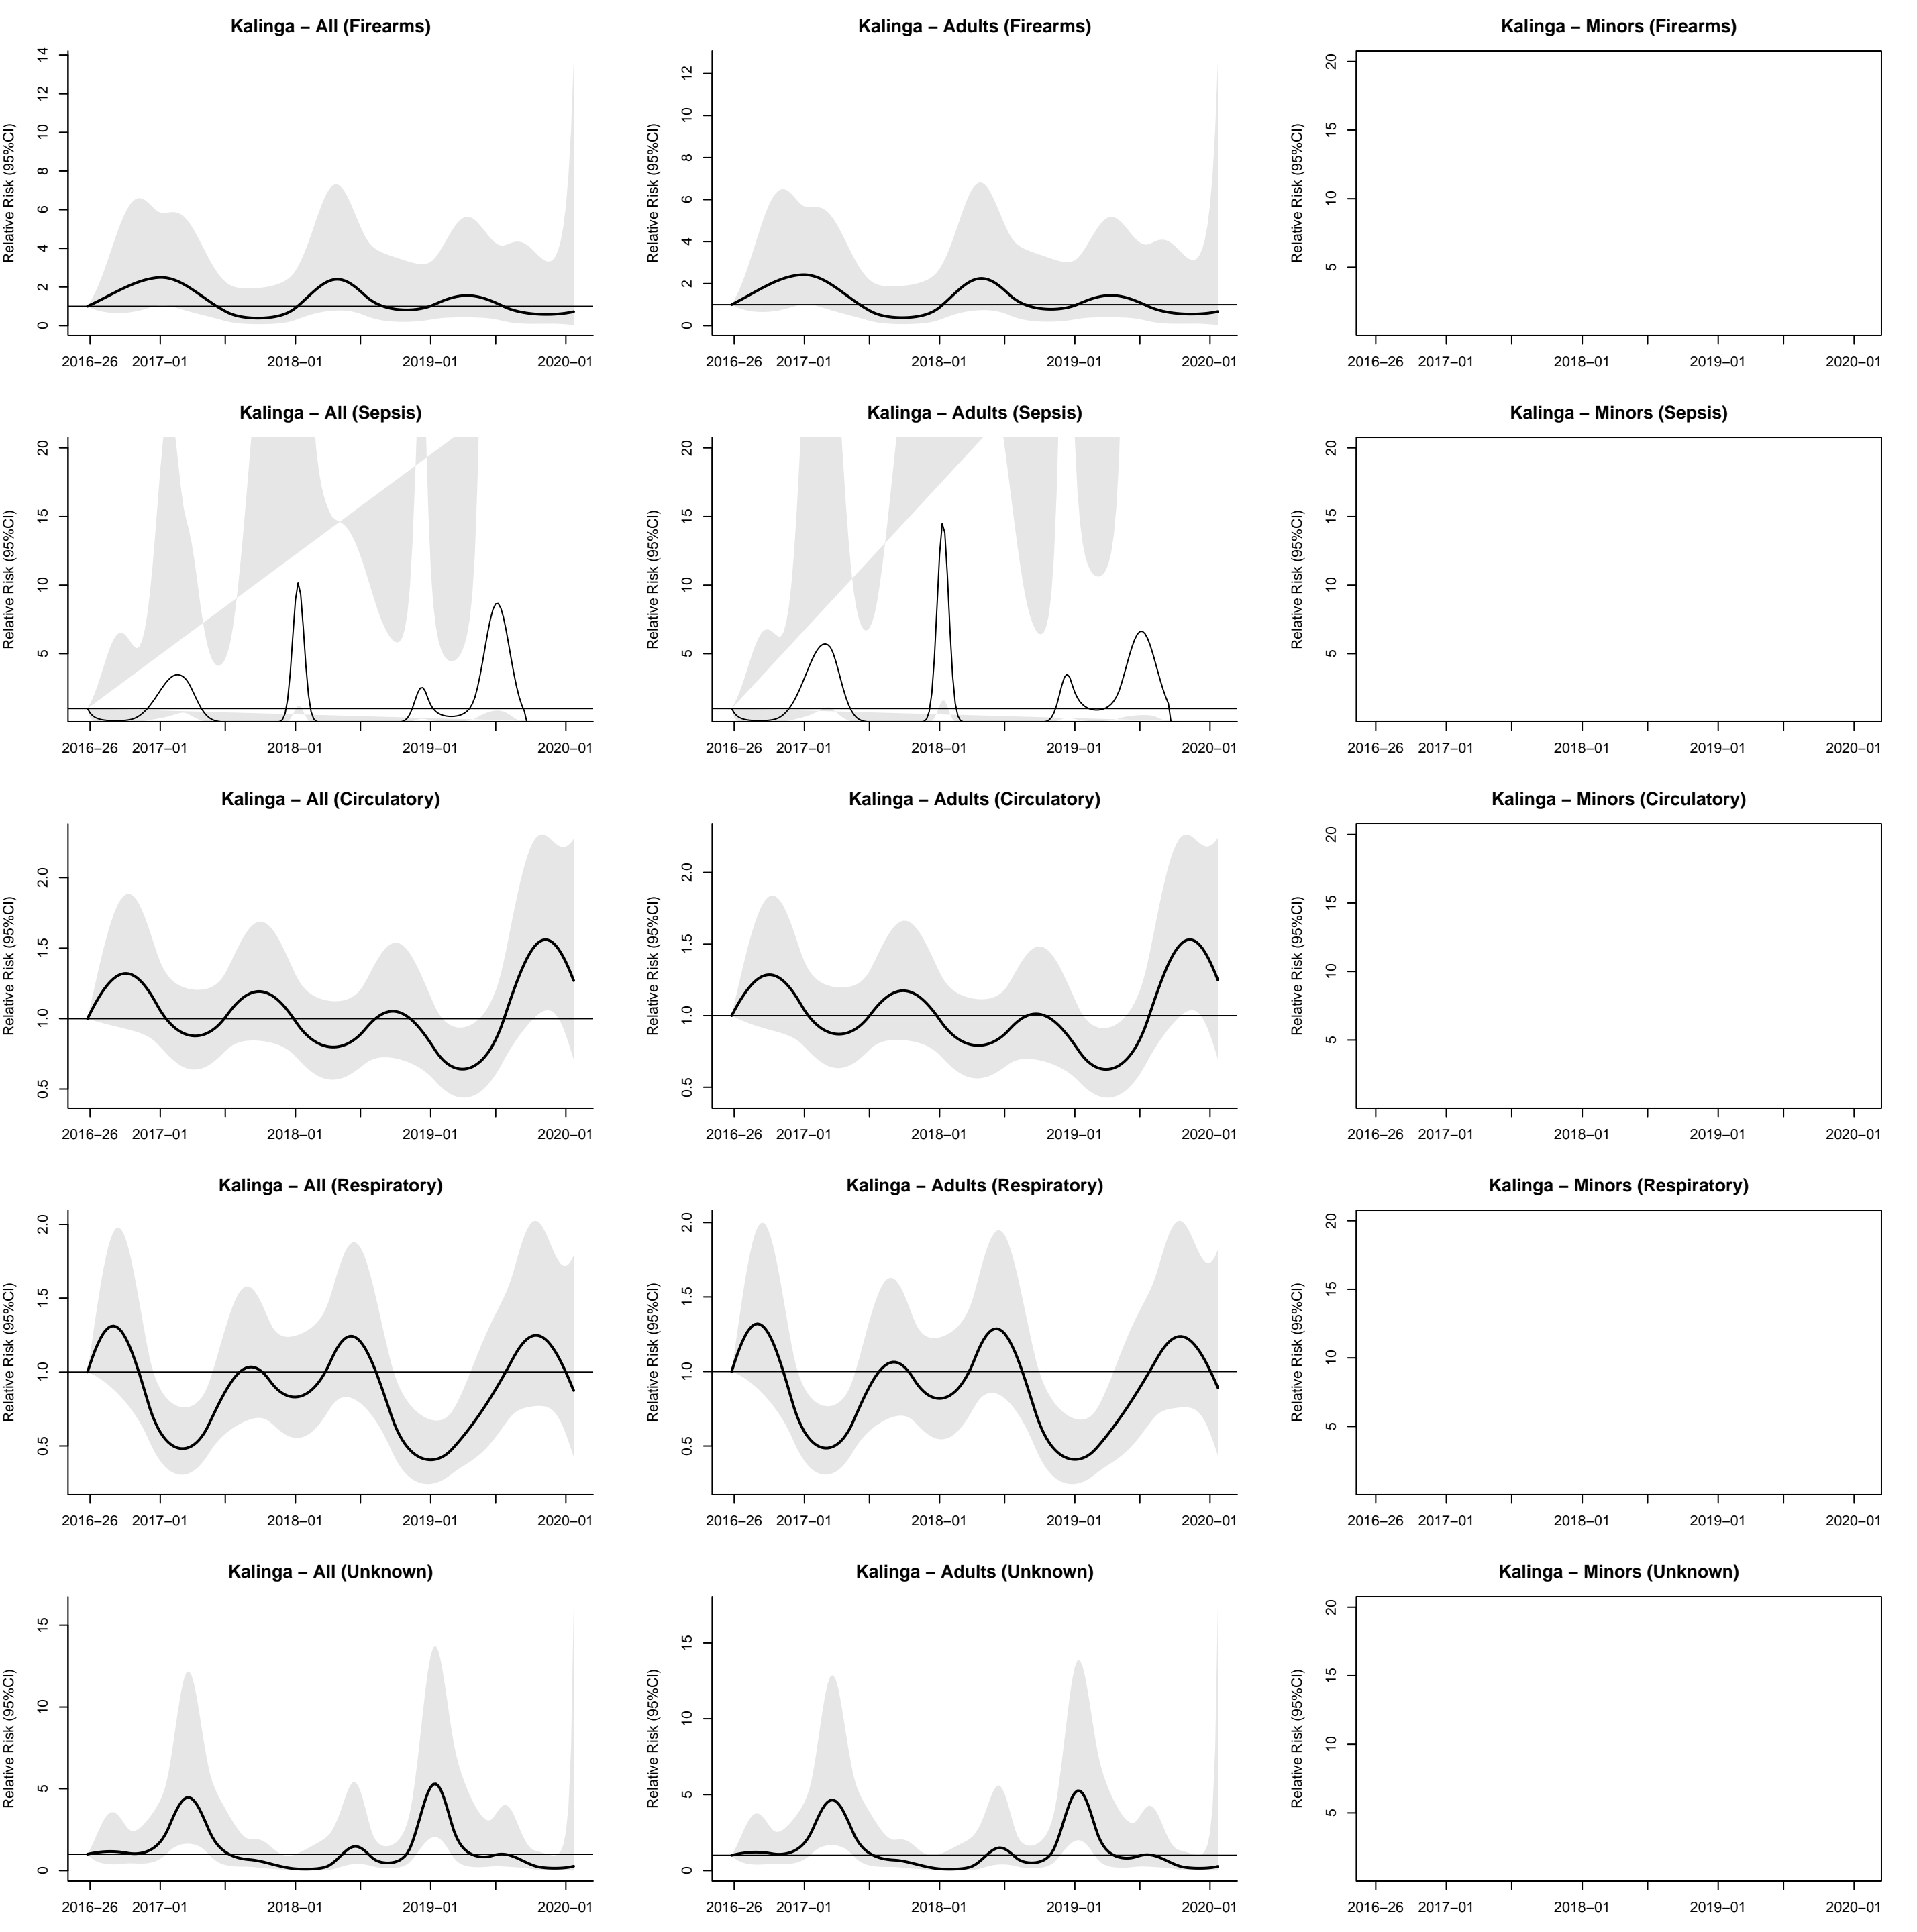 Kalinga – All (Firearms)
Relative Risk (95%CI)
0 2 4 6 8 10 12 14
2016–26 2017–01 2018–01 2019–01 2020–01
Kalinga – Adults (Firearms)
Relative Risk (95%CI)
0 2 4 6 8 10 12
2016–26 2017–01 2018–01 2019–01 2020–01
Kalinga – Minors (Firearms)
Relative Risk (95%CI)
5 10 15 20
2016–26 2017–01 2018–01 2019–01 2020–01
Kalinga – All (Sepsis)
Relative Risk (95%CI)
5 10 15 20
2016–26 2017–01 2018–01 2019–01 2020–01
Kalinga – Adults (Sepsis)
Relative Risk (95%CI)
5 10 15 20
2016–26 2017–01 2018–01 2019–01 2020–01
Kalinga – Minors (Sepsis)
Relative Risk (95%CI)
5 10 15 20
2016–26 2017–01 2018–01 2019–01 2020–01
Kalinga – All (Circulatory)
Relative Risk (95%CI)
0.5 1.0 1.5 2.0
2016–26 2017–01 2018–01 2019–01 2020–01
Kalinga – Adults (Circulatory)
Relative Risk (95%CI)
0.5 1.0 1.5 2.0
2016–26 2017–01 2018–01 2019–01 2020–01
Kalinga – Minors (Circulatory)
Relative Risk (95%CI)
5 10 15 20
2016–26 2017–01 2018–01 2019–01 2020–01
Kalinga – All (Respiratory)
Relative Risk (95%CI)
0.5 1.0 1.5 2.0
2016–26 2017–01 2018–01 2019–01 2020–01
Kalinga – Adults (Respiratory)
Relative Risk (95%CI)
0.5 1.0 1.5 2.0
2016–26 2017–01 2018–01 2019–01 2020–01
Kalinga – Minors (Respiratory)
Relative Risk (95%CI)
5 10 15 20
2016–26 2017–01 2018–01 2019–01 2020–01
Kalinga – All (Unknown)
Relative Risk (95%CI)
0 5 10 15
2016–26 2017–01 2018–01 2019–01 2020–01
Kalinga – Adults (Unknown)
Relative Risk (95%CI)
0 5 10 15
2016–26 2017–01 2018–01 2019–01 2020–01
Kalinga – Minors (Unknown)
Relative Risk (95%CI)
5 10 15 20
2016–26 2017–01 2018–01 2019–01 2020–01